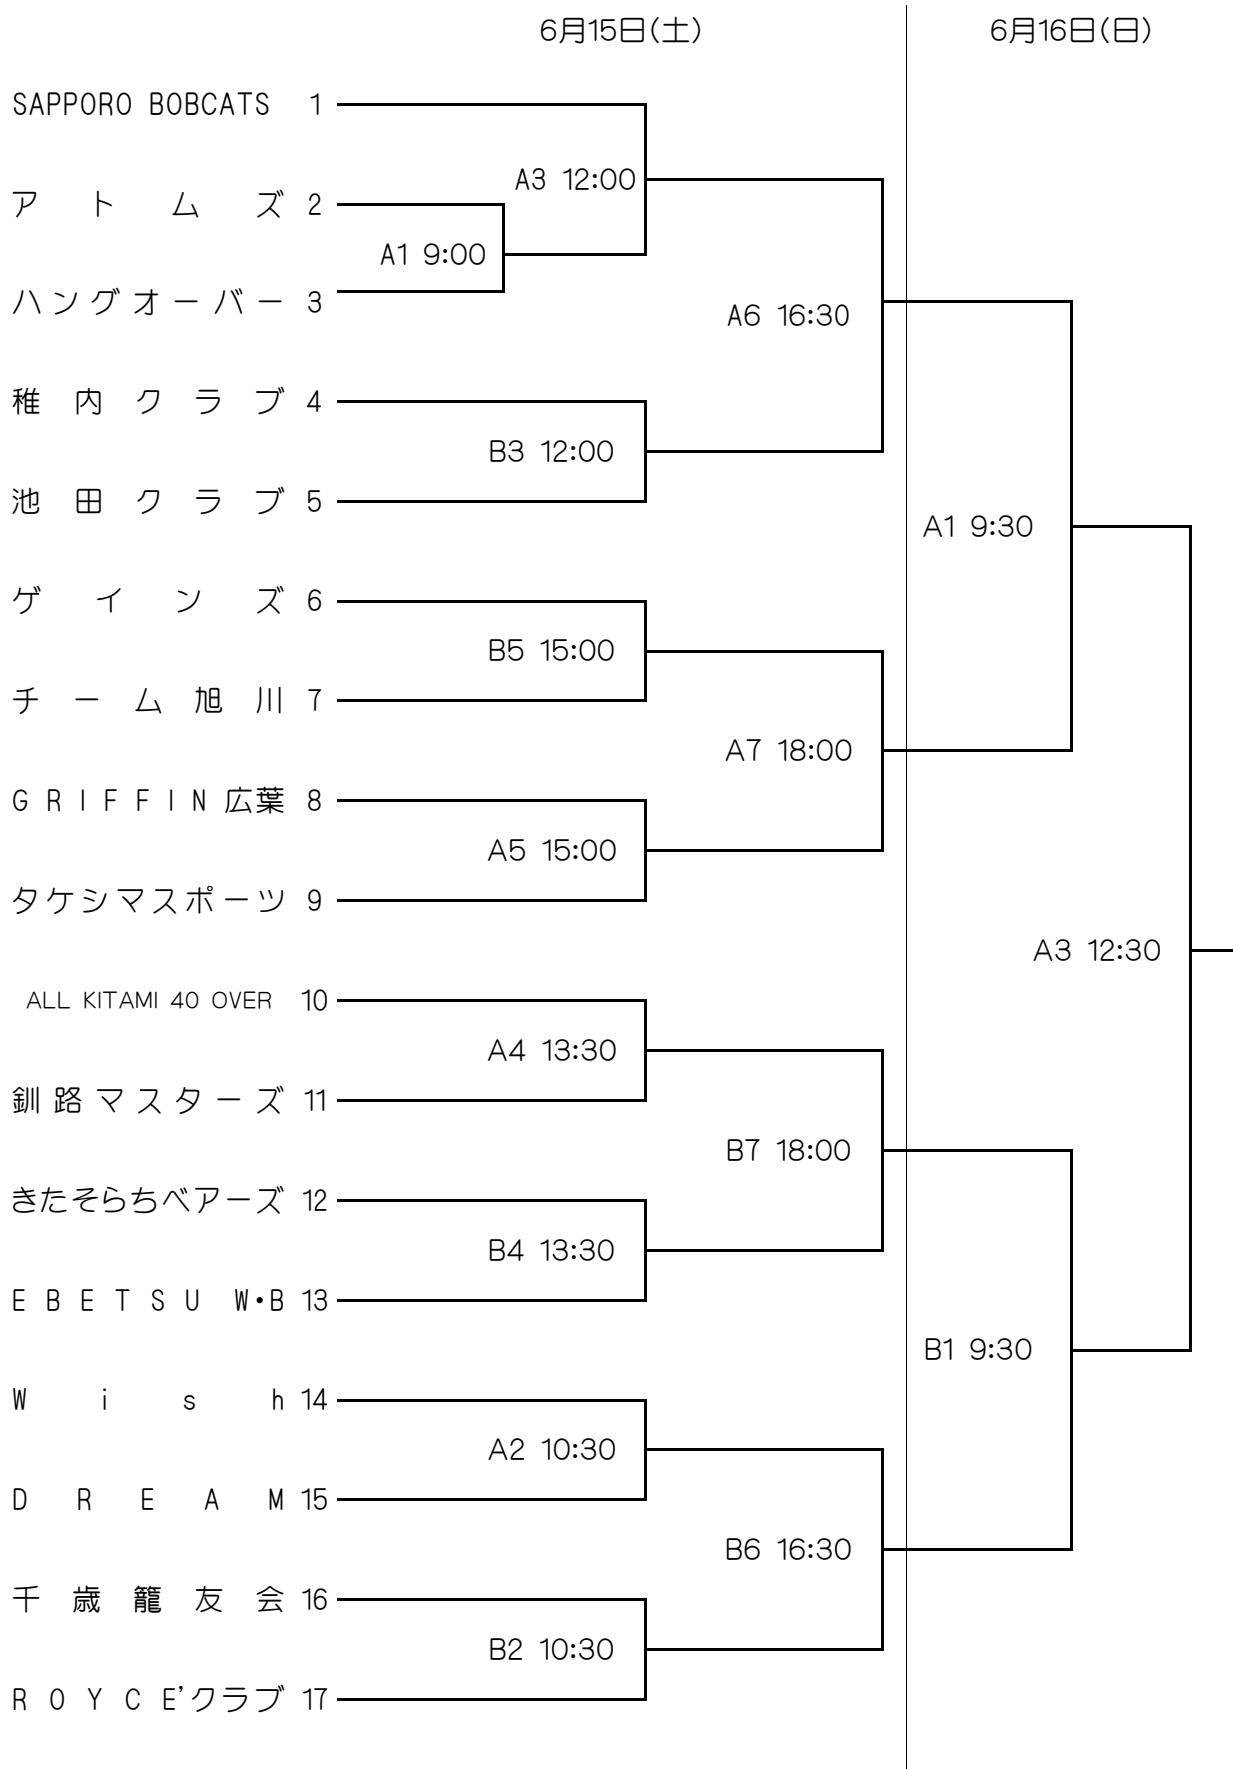 6月15日(土) 6月16日(日)
SAPPORO BOBCATS 1
A3 12:00
アトムズ 2
A1 9:00
ハングオーバー 3
A6 16:30
稚内クラブ 4
B3 12:00
池田クラブ 5
A1 9:30
ゲインズ 6
B5 15:00
チーム旭川 7
A7 18:00
GRIFFIN広葉 8
A5 15:00
タケシマスポーツ 9
A3 12:30
ALL KITAMI 40 OVER 10
A4 13:30
釧路マスターズ 11
B7 18:00
きたそらちベアーズ 12
B4 13:30
EBETSU W・B 13
B1 9:30
Wish 14
A2 10:30
DREAM 15
B6 16:30
千歳籠友会 16
B2 10:30
ROYCE'クラブ 17